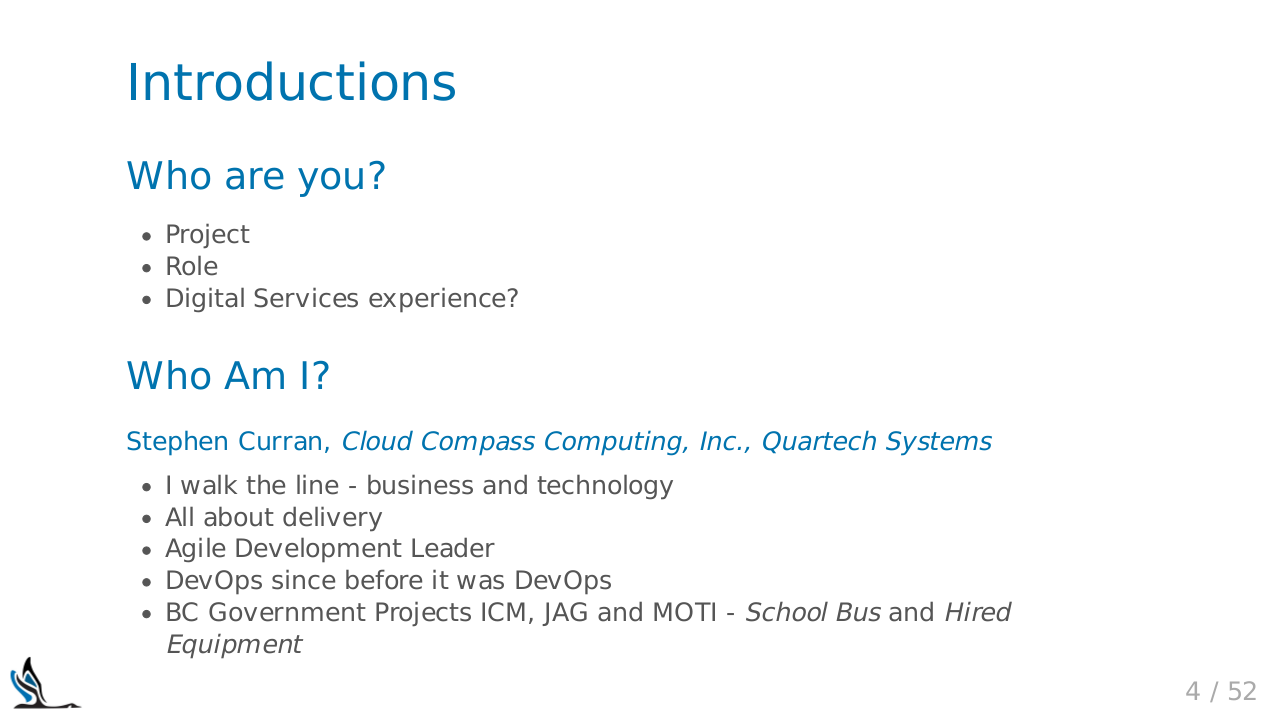 Introductions
Who are you?
• Project
• Role
• Digital Services experience?
Who Am I?
Stephen Curran, Cloud Compass Computing, Inc., Quartech Systems
• I walk the line - business and technology
• All about delivery
• Agile Development Leader
• DevOps since before it was DevOps
• BC Government Projects ICM, JAG and MOTI - School Bus and Hired
Equipment
4 / 52